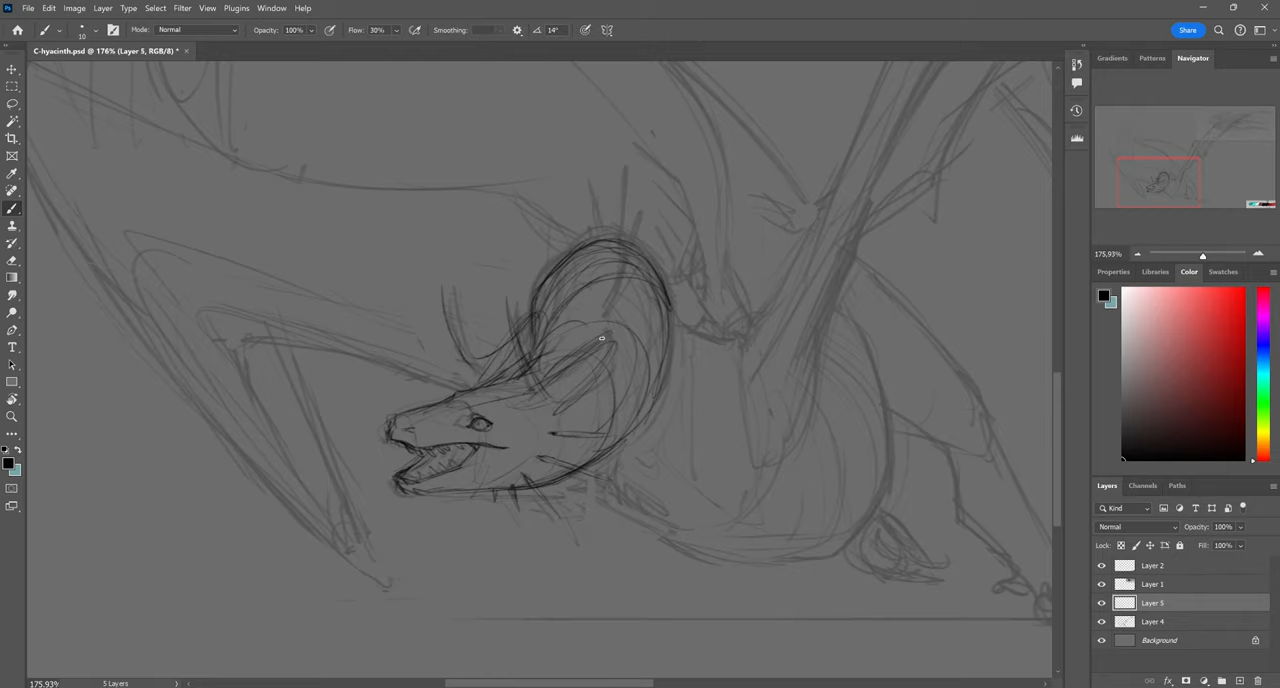 File Edit Image Layer Type Select Filter View Plugins Window Help
10 Mode: Normal Opacity: 100% Flow: 30% Smoothing: 14° Share
C-hyacinth.psd @ 176% (Layer 5, RGB/8) * ×
Gradients Patterns Navigator
175,93%
Properties Libraries Color Swatches
Layers Channels Paths
Kind
Normal Opacity: 100%
Lock: Fill: 100%
Layer 2
Layer 1
Layer 5
Layer 4
Background
175,93% 5 Layers
fx